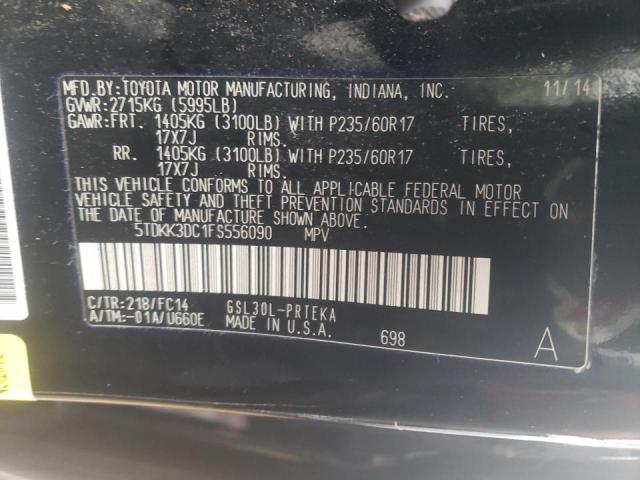 MFD.BY:TOYOTA MOTOR MANUFACTURING, INDIANA, INC. 11/14
GVWR:2715KG (5995LB)
GAWR:FRT. 1405KG (3100LB) WITH P235/60R17 TIRES,
17X7J RIMS.
RR. 1405KG (3100LB) WITH P235/60R17 TIRES,
17X7J RIMS.
THIS VEHICLE CONFORMS TO ALL APPLICABLE FEDERAL MOTOR
VEHICLE SAFETY AND THEFT PREVENTION STANDARDS IN EFFECT ON
THE DATE OF MANUFACTURE SHOWN ABOVE.
5TDKK3DC1FS556090 MPV
C/TR:218/FC14 GSL30L-PRTEKA
A/TM:-01A/U660E MADE IN U.S.A. 698 A